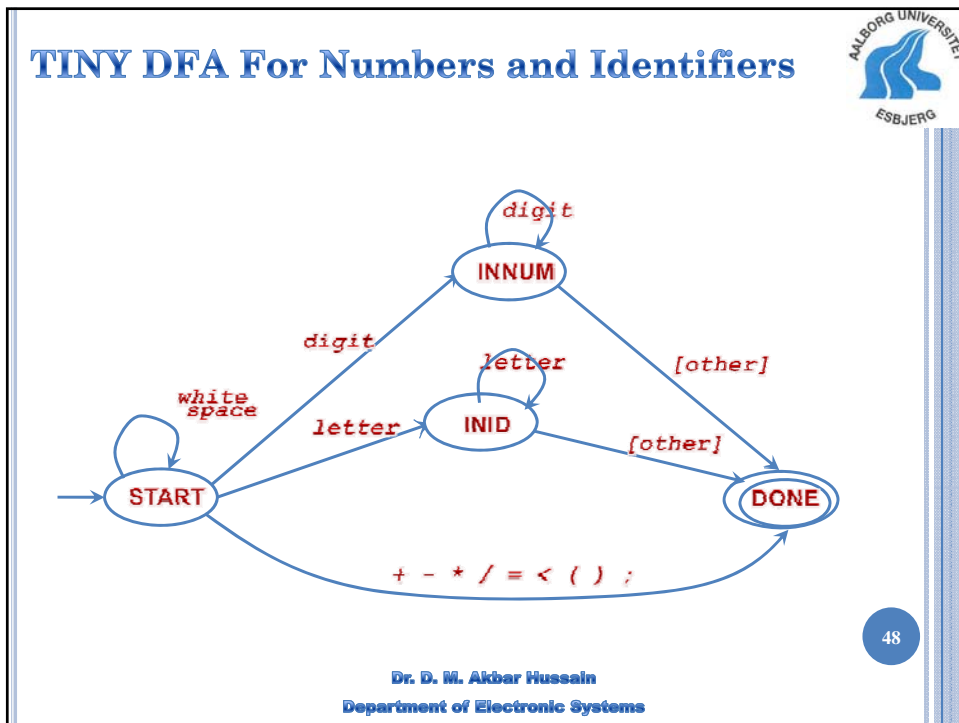 TINY DFA For Numbers and Identifiers
AALBORG UNIVERSITET
ESBJERG
digit
INNUM
digit
letter
[other]
white
space
letter
INID
[other]
START
DONE
+ - * / = < ( ) ;
48
Dr. D. M. Akbar Hussain
Department of Electronic Systems